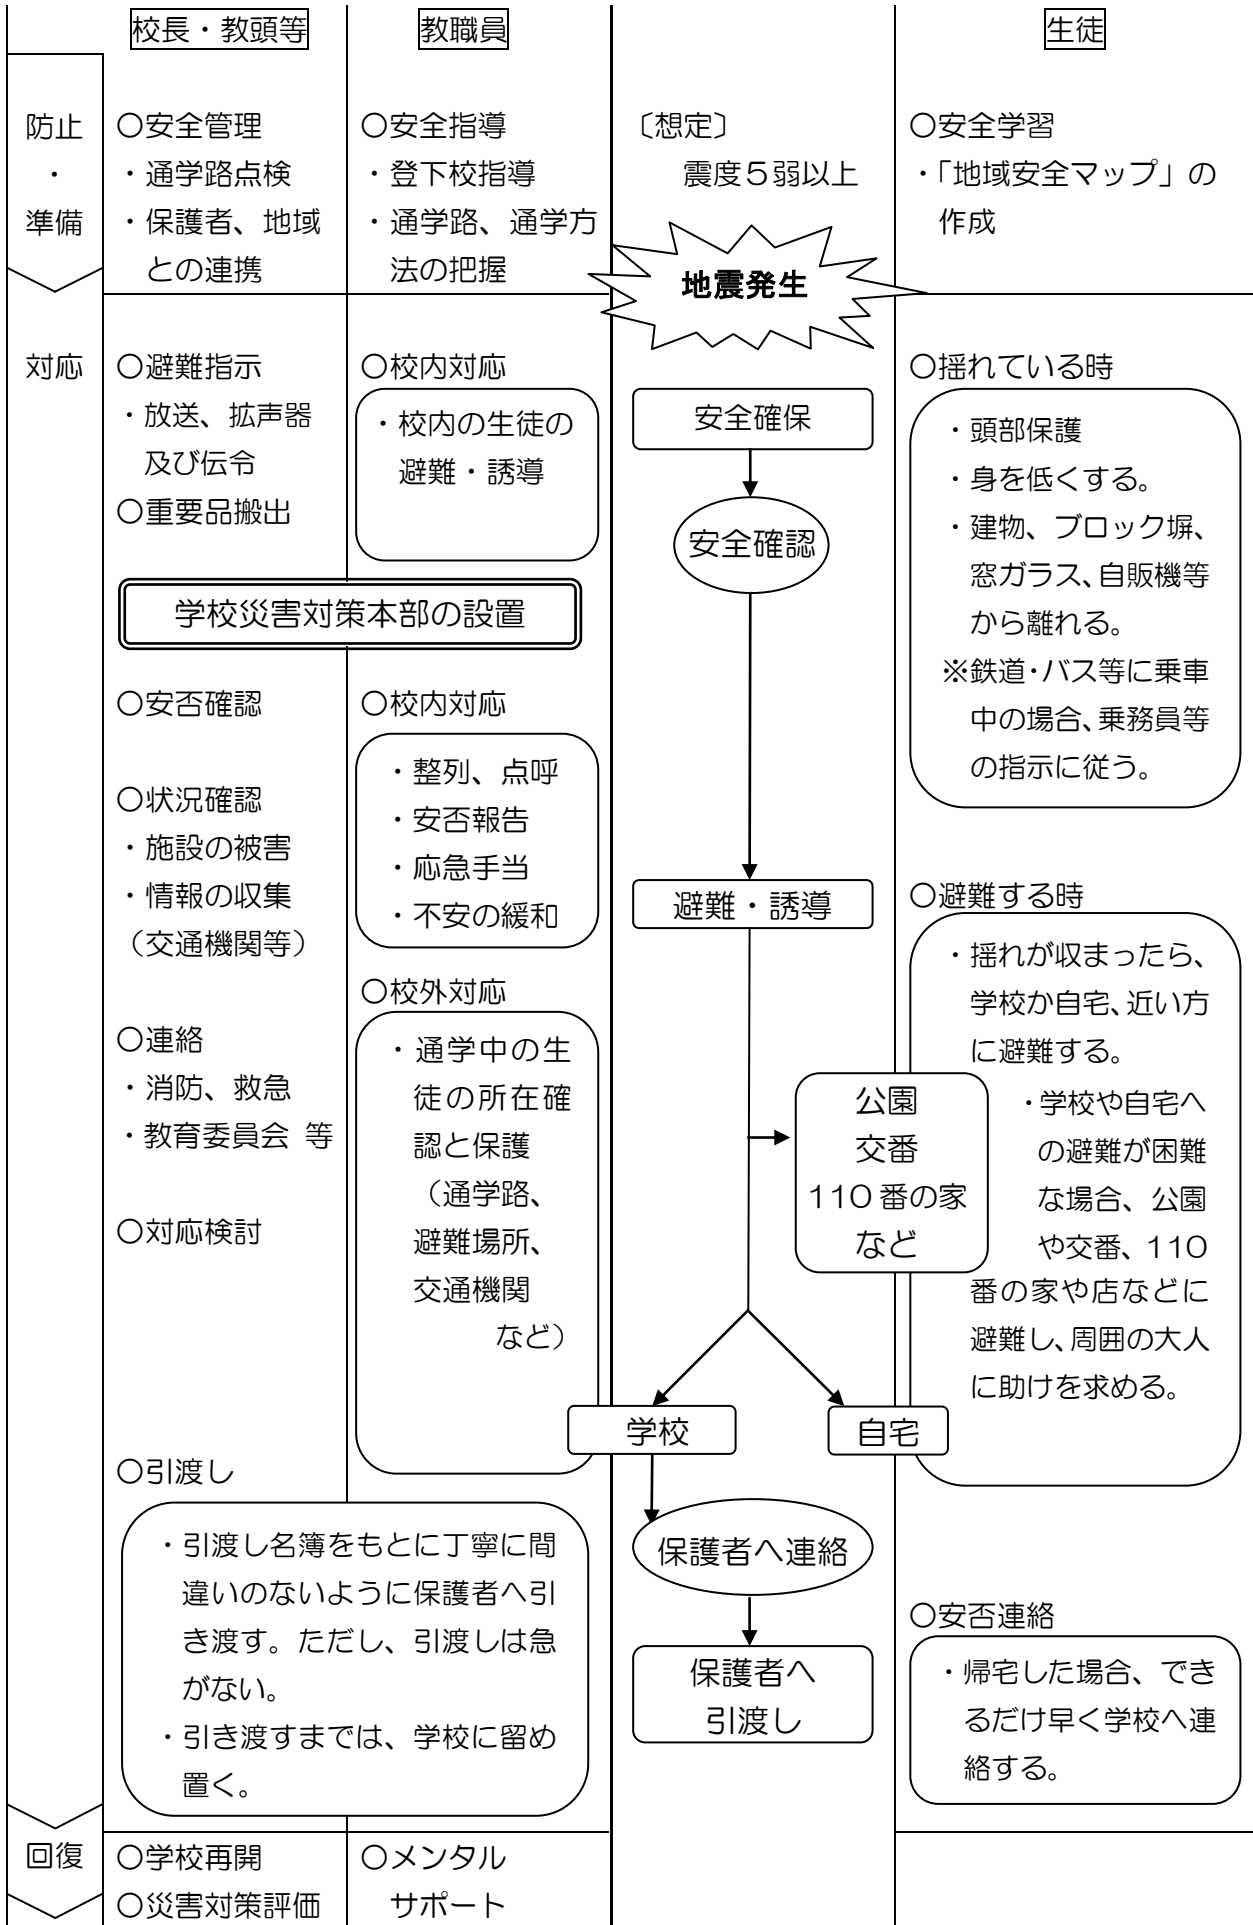 校長・教頭等
教職員
生徒
防止
・
準備
○安全管理
・通学路点検
・保護者、地域
との連携
○安全指導
・登下校指導
・通学路、通学方
法の把握
〔想定〕
震度5弱以上
地震発生
○安全学習
・「地域安全マップ」の
作成
対応
○避難指示
・放送、拡声器
及び伝令
○重要品搬出
○校内対応
・校内の生徒の
避難・誘導
学校災害対策本部の設置
○安否確認
○状況確認
・施設の被害
・情報の収集
（交通機関等）
○連絡
・消防、救急
・教育委員会 等
○対応検討
○校内対応
・整列、点呼
・安否報告
・応急手当
・不安の緩和
○校外対応
・通学中の生
徒の所在確
認と保護
（通学路、
避難場所、
交通機関
など）
○引渡し
・引渡し名簿をもとに丁寧に間
違いのないように保護者へ引
き渡す。ただし、引渡しは急
がない。
・引き渡すまでは、学校に留め
置く。
安全確保
安全確認
避難・誘導
公園
交番
110番の家
など
学校
自宅
保護者へ連絡
保護者へ
引渡し
○揺れている時
・頭部保護
・身を低くする。
・建物、ブロック塀、
窓ガラス、自販機等
から離れる。
※鉄道・バス等に乗車
中の場合、乗務員等
の指示に従う。
○避難する時
・揺れが収まったら、
学校か自宅、近い方
に避難する。
・学校や自宅へ
の避難が困難
な場合、公園
や交番、110
番の家や店などに
避難し、周囲の大人
に助けを求める。
○安否連絡
・帰宅した場合、でき
るだけ早く学校へ連
絡する。
回復
○学校再開
○災害対策評価
○メンタル
サポート